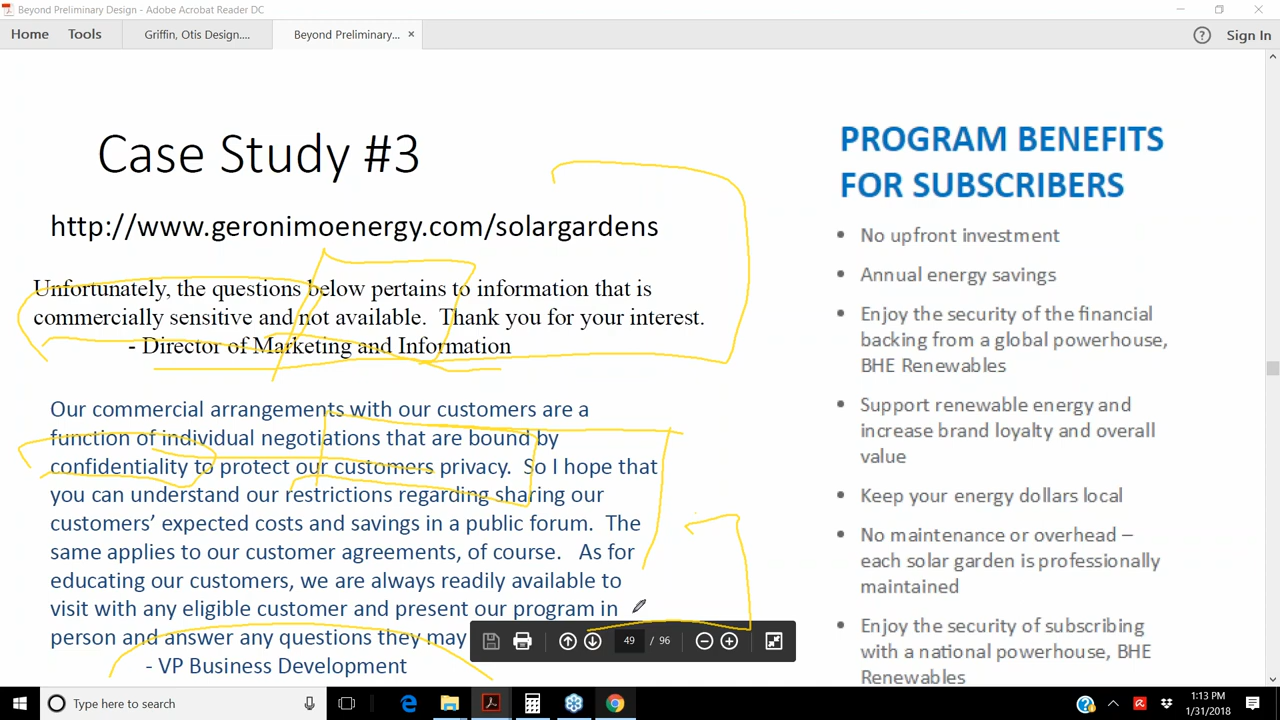 Beyond Preliminary Design - Adobe Acrobat Reader DC
Home Tools Griffin, Otis Design.... Beyond Preliminary... × ? Sign In
Case Study #3
http://www.geronimoenergy.com/solargardens
Unfortunately, the questions below pertains to information that is
commercially sensitive and not available. Thank you for your interest.
- Director of Marketing and Information
Our commercial arrangements with our customers are a
function of individual negotiations that are bound by
confidentiality to protect our customers privacy. So I hope that
you can understand our restrictions regarding sharing our
customers’ expected costs and savings in a public forum. The
same applies to our customer agreements, of course. As for
educating our customers, we are always readily available to
visit with any eligible customer and present our program in
person and answer any questions they may
- VP Business Development
PROGRAM BENEFITS
FOR SUBSCRIBERS
• No upfront investment
• Annual energy savings
• Enjoy the security of the financial
backing from a global powerhouse,
BHE Renewables
• Support renewable energy and
increase brand loyalty and overall
value
• Keep your energy dollars local
• No maintenance or overhead –
each solar garden is professionally
maintained
• Enjoy the security of subscribing
with a national powerhouse, BHE
Renewables
49 / 96
Type here to search
1:13 PM
1/31/2018